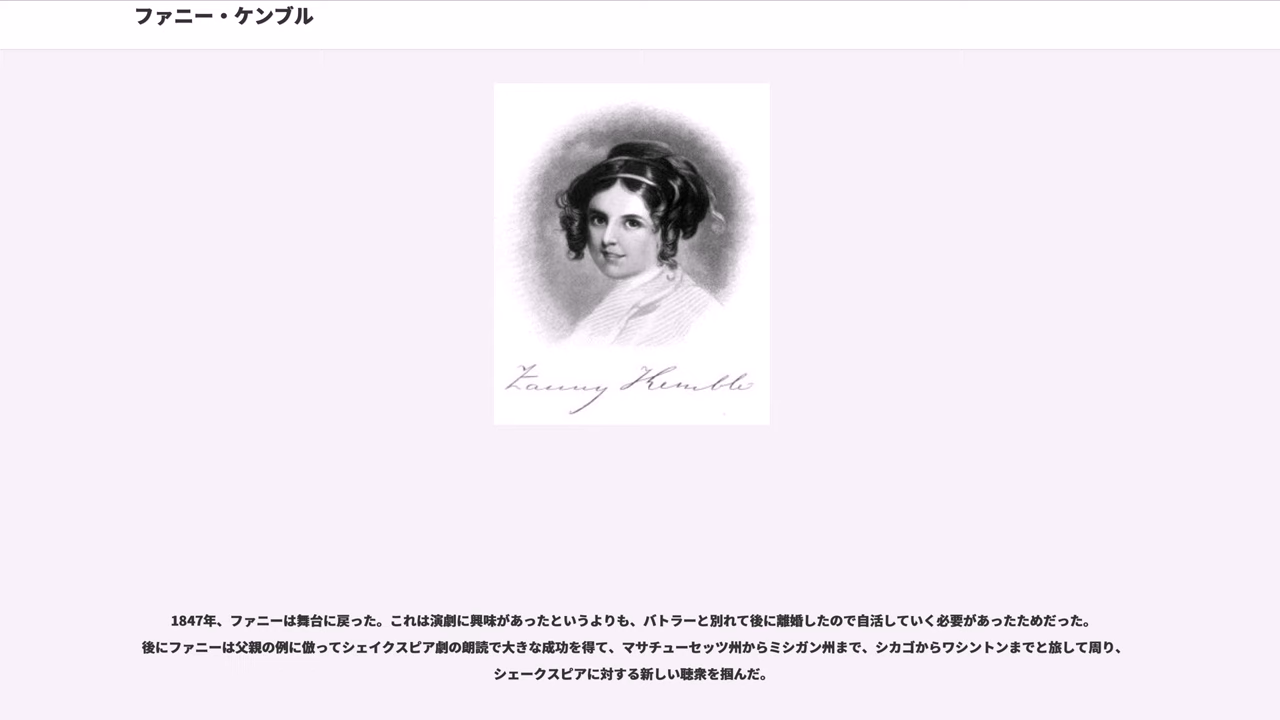 ファニー・ケンブル
Fanny Kemble
1847年、ファニーは舞台に戻った。これは演劇に興味があったというよりも、バトラーと別れて後に離婚したので自活していく必要があったためだった。
後にファニーは父親の例に倣ってシェイクスピア劇の朗読で大きな成功を得て、マサチューセッツ州からミシガン州まで、シカゴからワシントンまでと旅して周り、
シェークスピアに対する新しい聴衆を掴んだ。